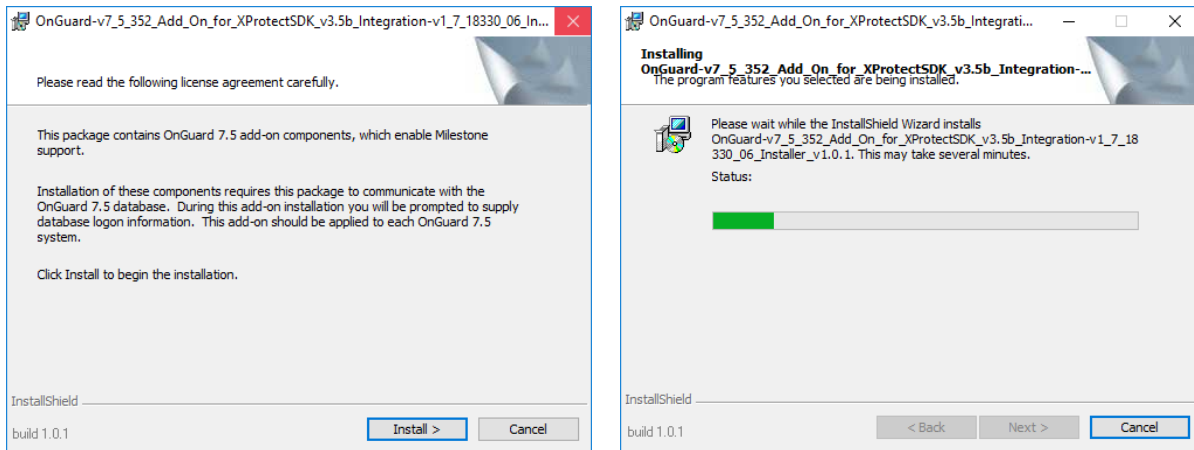 OnGuard-v7_5_352_Add_On_for_XProtectSDK_v3.5b_Integration-v1_7_18330_06_In...
Please read the following license agreement carefully.
This package contains OnGuard 7.5 add-on components, which enable Milestone
support.
Installation of these components requires this package to communicate with the
OnGuard 7.5 database.  During this add-on installation you will be prompted to supply
database logon information.  This add-on should be applied to each OnGuard 7.5
system.
Click Install to begin the installation.
InstallShield
build 1.0.1
Install >
Cancel
OnGuard-v7_5_352_Add_On_for_XProtectSDK_v3.5b_Integrati...
Installing
OnGuard-v7_5_352_Add_On_for_XProtectSDK_v3.5b_Integration-...
The program features you selected are being installed.
Please wait while the InstallShield Wizard installs
OnGuard-v7_5_352_Add_On_for_XProtectSDK_v3.5b_Integration-v1_7_18
330_06_Installer_v1.0.1. This may take several minutes.
Status:
InstallShield
build 1.0.1
< Back
Next >
Cancel